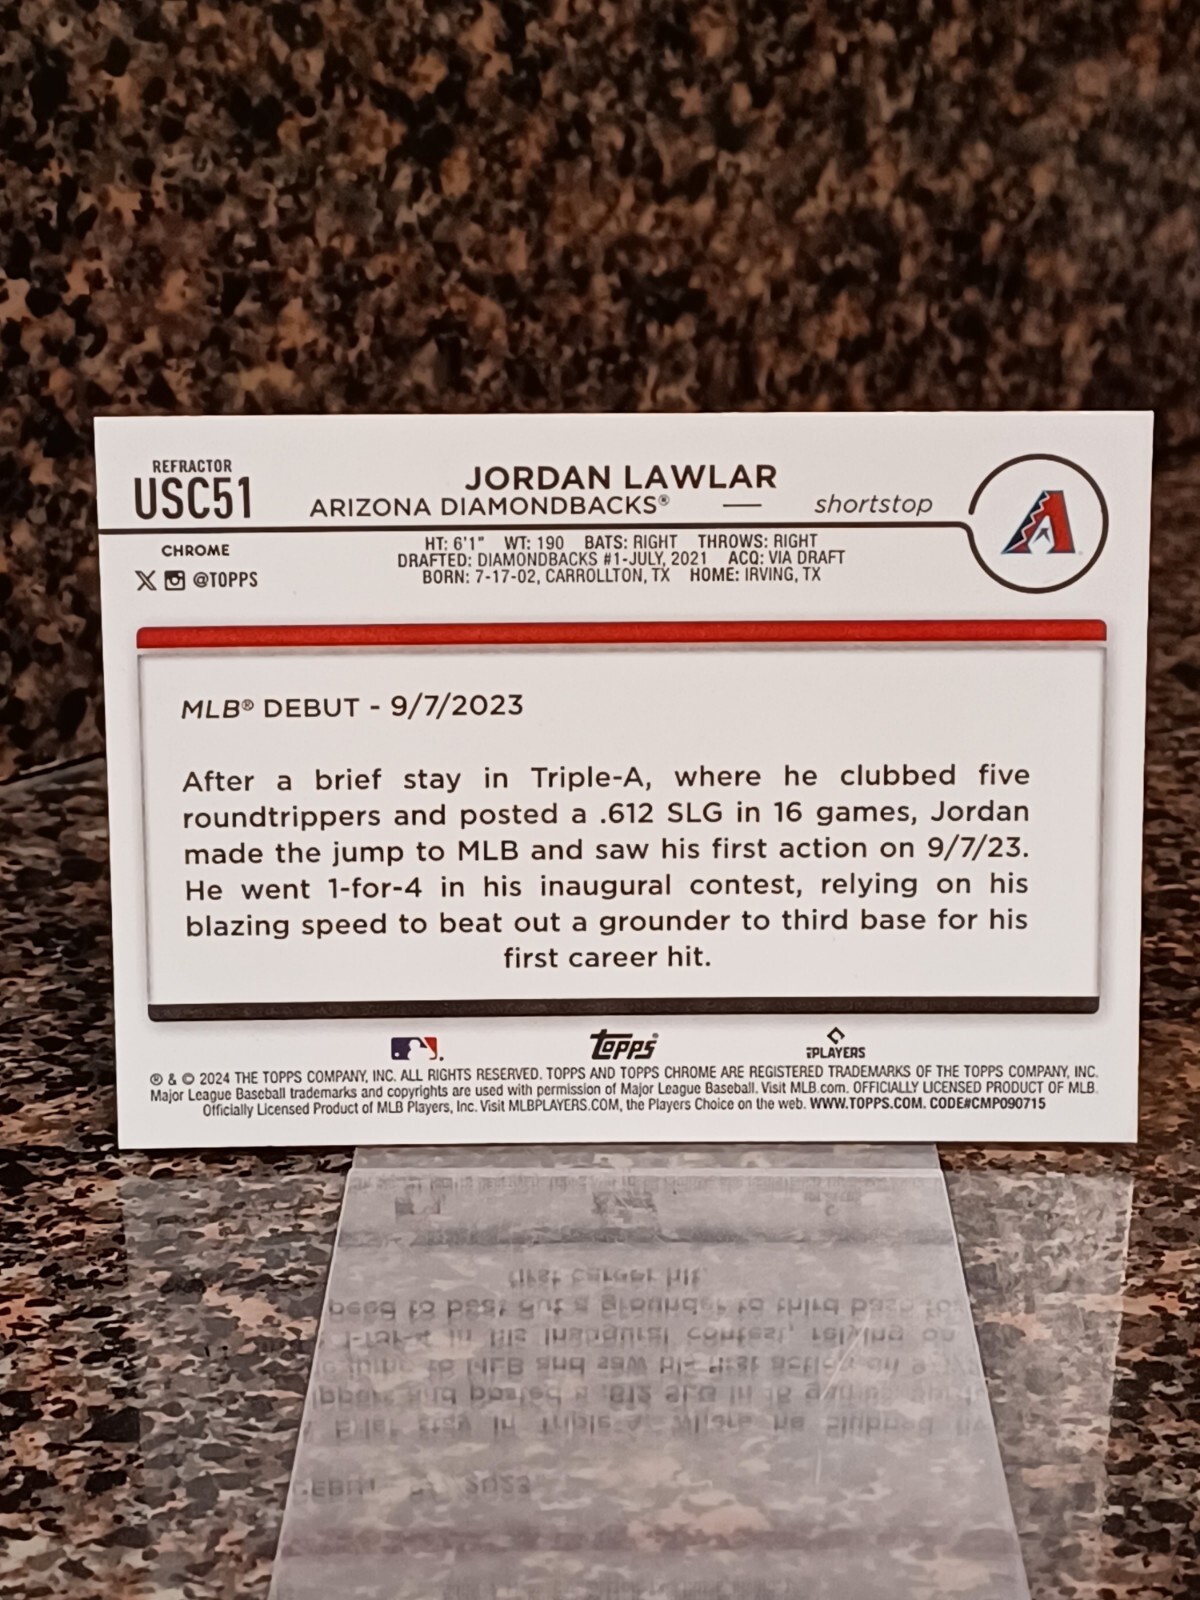 REFRACTOR
USC51
JORDAN LAWLAR
ARIZONA DIAMONDBACKS® — shortstop
CHROME
@TOPPS
HT: 6'1" WT: 190 BATS: RIGHT THROWS: RIGHT
DRAFTED: DIAMONDBACKS #1-JULY, 2021 ACQ: VIA DRAFT
BORN: 7-17-02, CARROLLTON, TX HOME: IRVING, TX
MLB® DEBUT - 9/7/2023
After a brief stay in Triple-A, where he clubbed five
roundtrippers and posted a .612 SLG in 16 games, Jordan
made the jump to MLB and saw his first action on 9/7/23.
He went 1-for-4 in his inaugural contest, relying on his
blazing speed to beat out a grounder to third base for his
first career hit.
Topps® PLAYERS
® & © 2024 THE TOPPS COMPANY, INC. ALL RIGHTS RESERVED. TOPPS AND TOPPS CHROME ARE REGISTERED TRADEMARKS OF THE TOPPS COMPANY, INC.
Major League Baseball trademarks and copyrights are used with permission of Major League Baseball. Visit MLB.com. OFFICIALLY LICENSED PRODUCT OF MLB.
Officially Licensed Product of MLB Players, Inc. Visit MLBPLAYERS.COM, the Players Choice on the web. WWW.TOPPS.COM. CODE#CMP090715